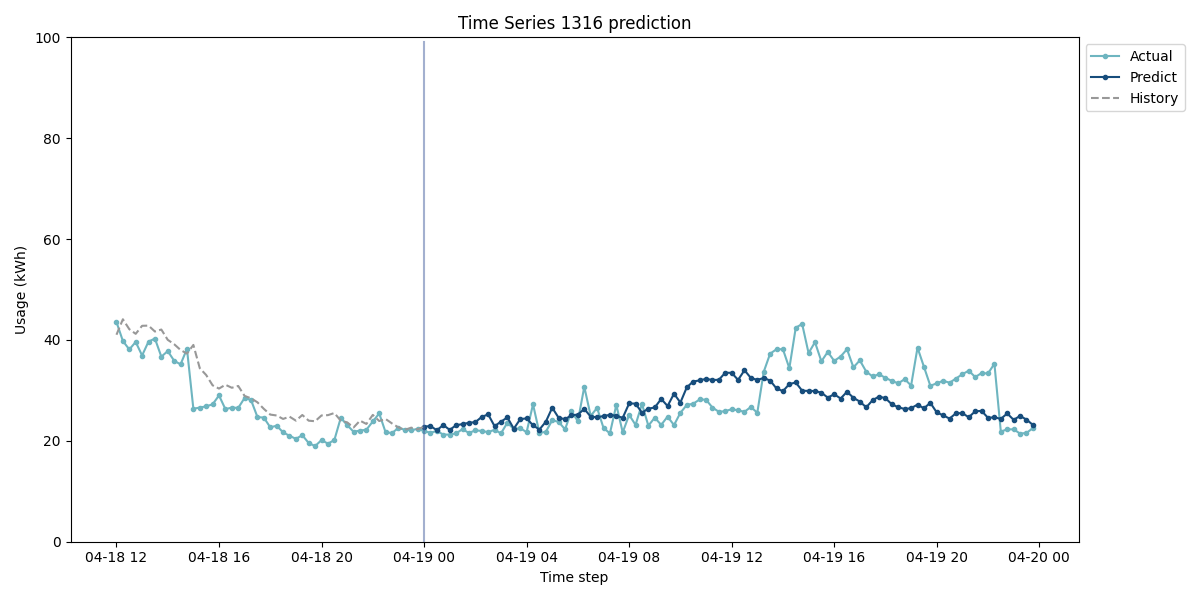 Time Series 1316 prediction
100
80
60
40
20
0
Usage (kWh)
04-18 12
04-18 16
04-18 20
04-19 00
04-19 04
04-19 08
04-19 12
04-19 16
04-19 20
04-20 00
Time step
Actual
Predict
History